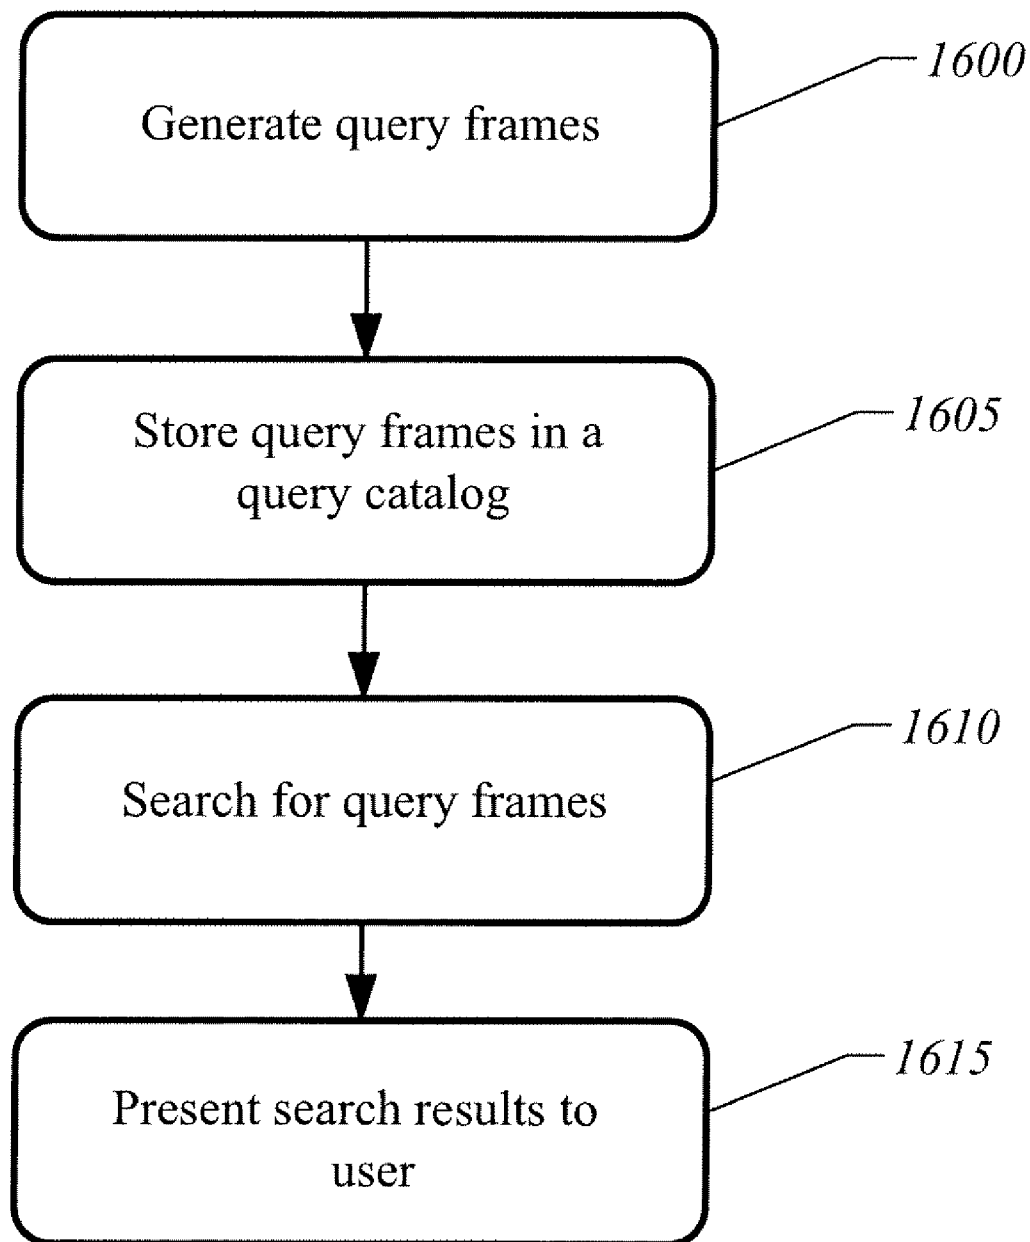 1600
Generate query frames
1605
Store query frames in a
query catalog
1610
Search for query frames
1615
Present search results to
user